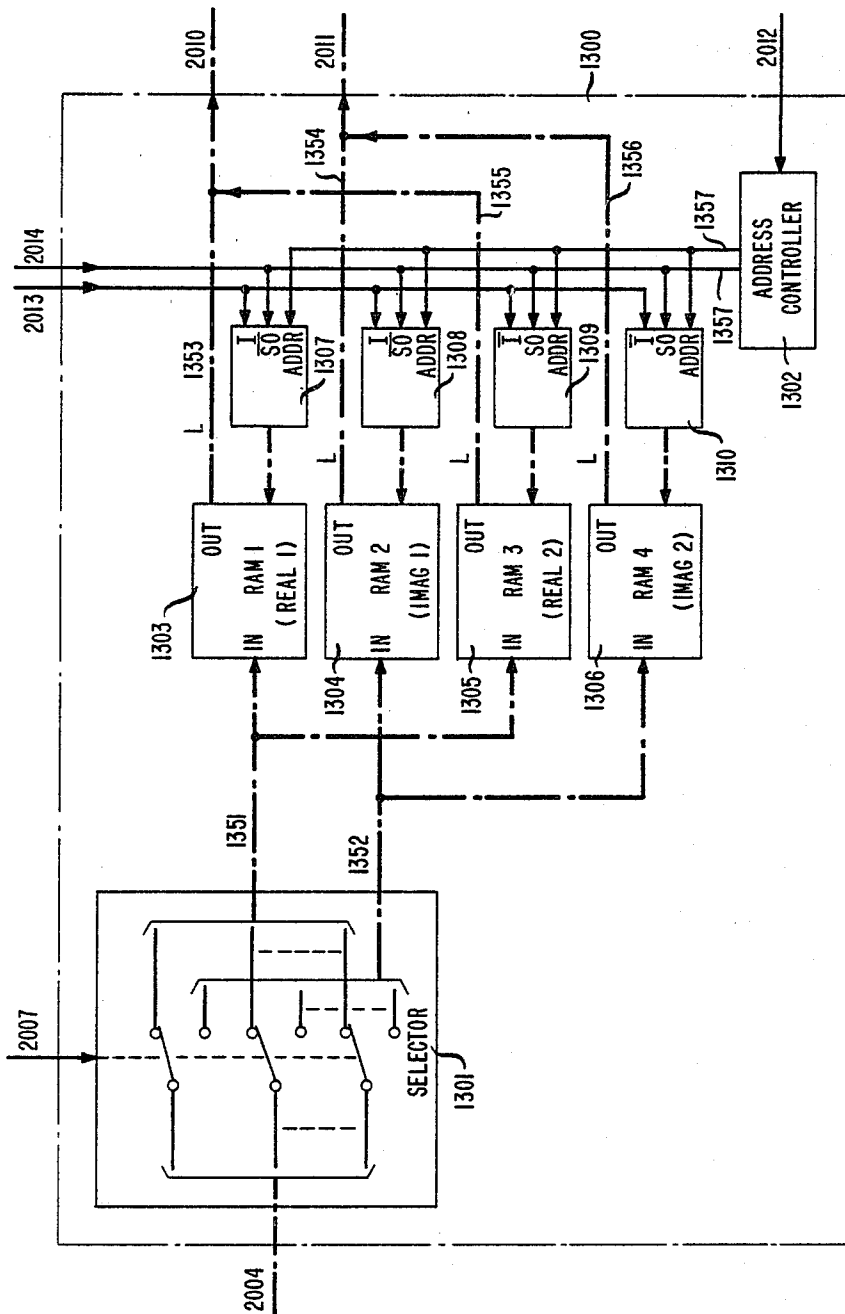 2007
2013
2014
2010
2011
1353
L
1354
1300
1303
OUT
IN
RAM 1
(REAL 1)
I
S̅O̅
ADDR
1307
1351
1304
L
OUT
IN
RAM 2
(IMAG 1)
I
S̅O̅
ADDR
1308
1355
1352
1305
L
OUT
IN
RAM 3
(REAL 2)
I̅
SO
ADDR
1309
1356
1306
L
OUT
IN
RAM 4
(IMAG 2)
I̅
SO
ADDR
1310
SELECTOR
1301
2004
1357
1357
ADDRESS
CONTROLLER
1302
2012